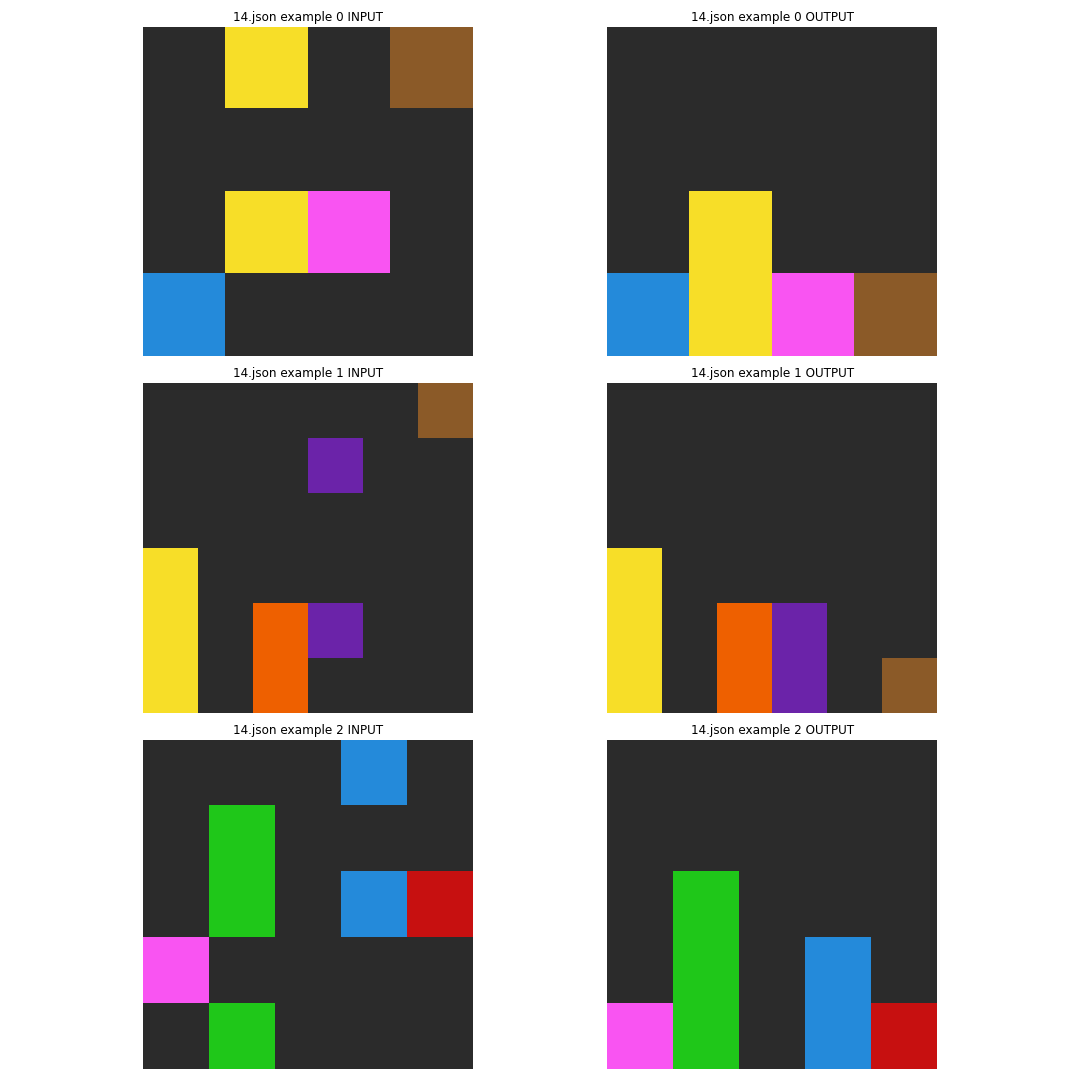 14.json example 0 INPUT
14.json example 0 OUTPUT
14.json example 1 INPUT
14.json example 1 OUTPUT
14.json example 2 INPUT
14.json example 2 OUTPUT